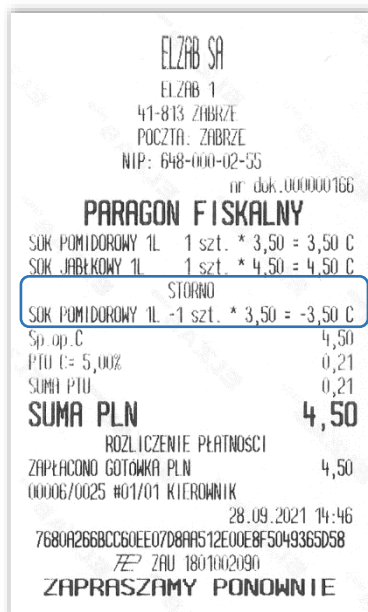 ELZAB SA
ELZAB 1
41-813 ZABRZE
POCZTA: ZABRZE
NIP: 648-000-02-55
nr dok.000000166
PARAGON FISKALNY
SOK POMIDOROWY 1L 1 szt. * 3,50 = 3,50 C
SOK JABŁKOWY 1L 1 szt. * 4,50 = 4,50 C
STORNO
SOK POMIDOROWY 1L -1 szt. * 3,50 = -3,50 C
Sp.op.C 4,50
PTU C= 5,00% 0,21
SUMA PTU 0,21
SUMA PLN 4,50
ROZLICZENIE PŁATNOŚCI
ZAPŁACONO GOTÓWKA PLN 4,50
00006/0025 #01/01 KIEROWNIK
28.09.2021 14:46
7680A266BCC60EE07D8AA512E00E8F5049365D58
ZAU 1801002090
ZAPRASZAMY PONOWNIE